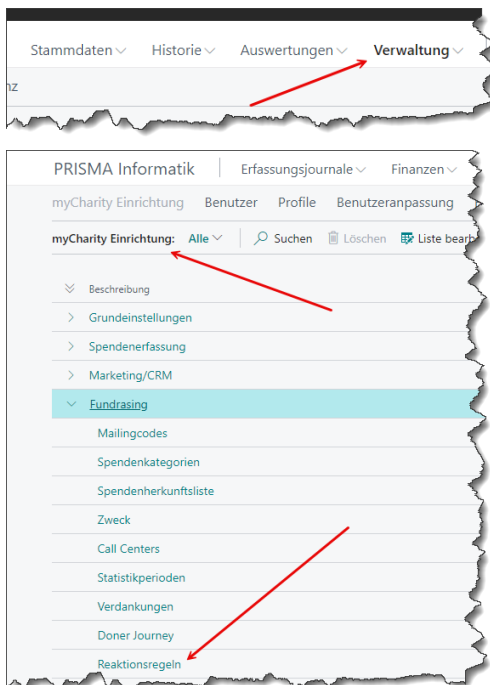 Stammdaten Historie Auswertungen Verwaltung
nz
PRISMA Informatik Erfassungsjournale Finanzen
myCharity Einrichtung Benutzer Profile Benutzeranpassung
myCharity Einrichtung: Alle Suchen Löschen Liste bearb
Beschreibung
Grundeinstellungen
Spendenerfassung
Marketing/CRM
Fundrasing
Mailingcodes
Spendenkategorien
Spendenherkunftsliste
Zweck
Call Centers
Statistikperioden
Verdankungen
Doner Journey
Reaktionsregeln